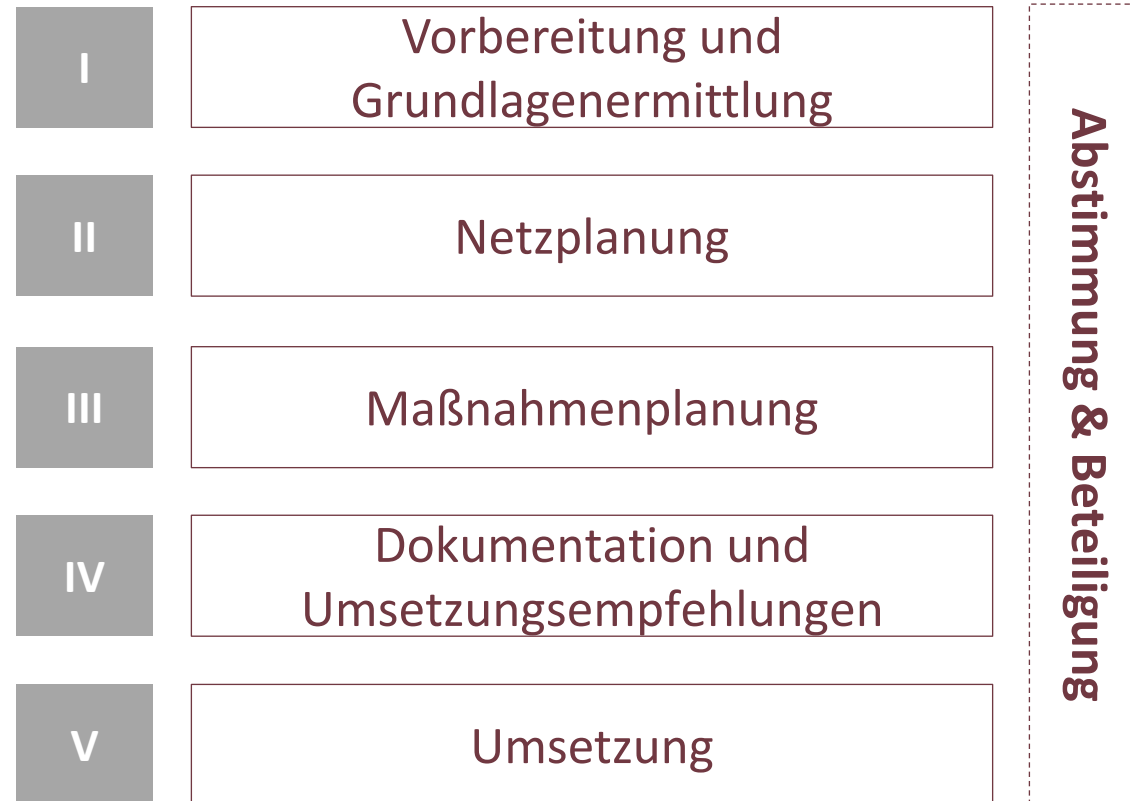 I
Vorbereitung und
Grundlagenermittlung
II
Netzplanung
III
Maßnahmenplanung
IV
Dokumentation und
Umsetzungsempfehlungen
V
Umsetzung
Abstimmung & Beteiligung